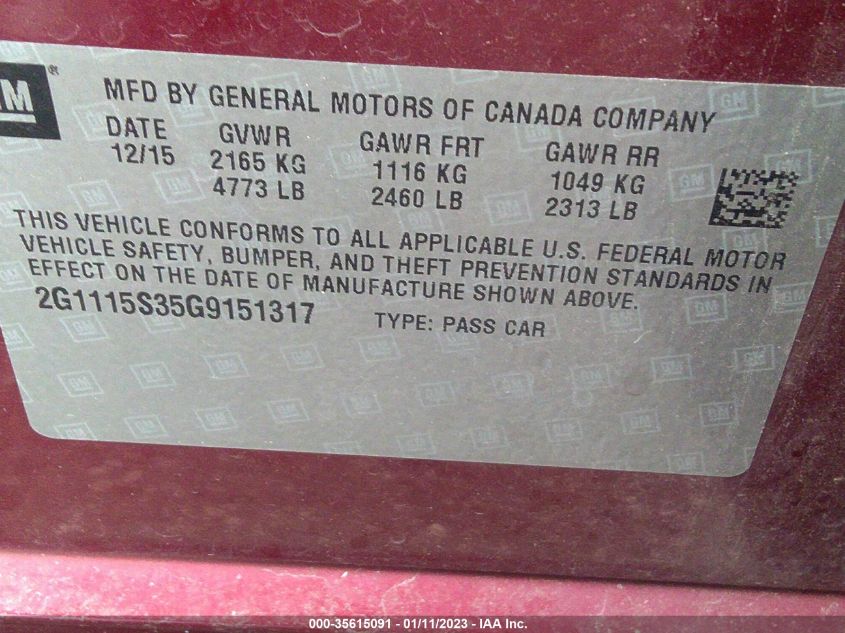 GM®
MFD BY GENERAL MOTORS OF CANADA COMPANY
DATE GVWR GAWR FRT GAWR RR
12/15 2165 KG 1116 KG 1049 KG
4773 LB 2460 LB 2313 LB
THIS VEHICLE CONFORMS TO ALL APPLICABLE U.S. FEDERAL MOTOR
VEHICLE SAFETY, BUMPER, AND THEFT PREVENTION STANDARDS IN
EFFECT ON THE DATE OF MANUFACTURE SHOWN ABOVE.
2G1115S35G9151317 TYPE: PASS CAR
000-35615091 - 01/11/2023 - IAA Inc.